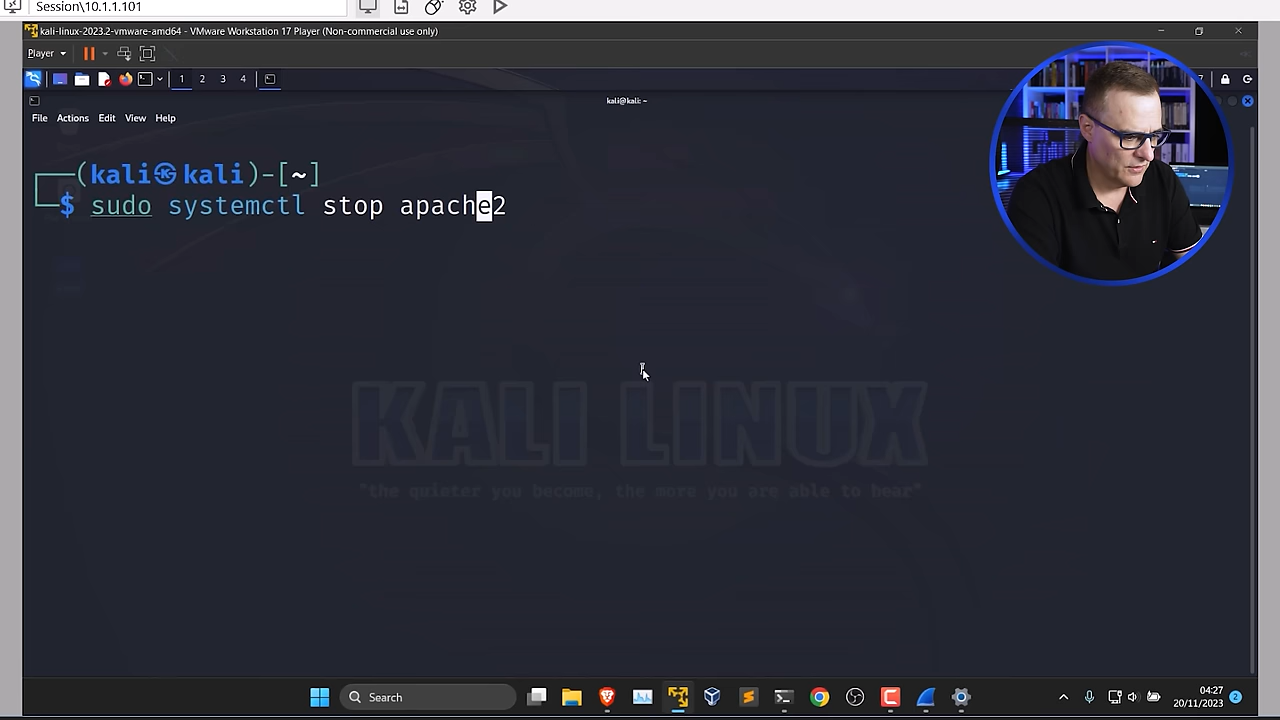 Session\10.1.1.101
kali-linux-2023.2-vmware-amd64 - VMware Workstation 17 Player (Non-commercial use only)
Player
1 2 3 4
kali@kali: ~
File Actions Edit View Help
(kali㉿kali)-[~]
$ sudo systemctl stop apache2
KALI LINUX
"the quieter you become, the more you are able to hear"
Search
04:27
20/11/2023
2